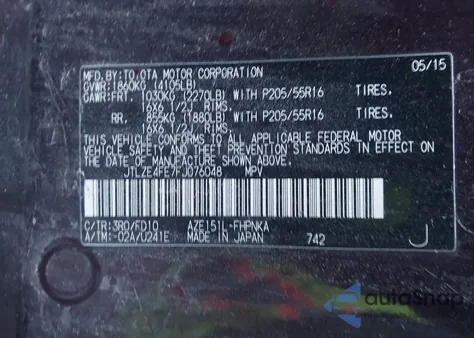 MFD.BY:TOYOTA MOTOR CORPORATION 05/15
GVWR:1860KG (4105LB)
GAWR:FRT. 1030KG (2270LB) WITH P205/55R16 TIRES.
16X6 1/2J RIMS.
RR. 855KG (1880LB) WITH P205/55R16 TIRES.
16X6 1/2J RIMS.
THIS VEHICLE CONFORMS TO ALL APPLICABLE FEDERAL MOTOR
VEHICLE SAFETY AND THEFT PREVENTION STANDARDS IN EFFECT ON
THE DATE OF MANUFACTURE SHOWN ABOVE.
JTLZE4FE7FJ076048 MPV
C/TR:3R0/FD10 AZE151L-FHPNKA
A/TM:-02A/U241E MADE IN JAPAN 742 J
autoSnap